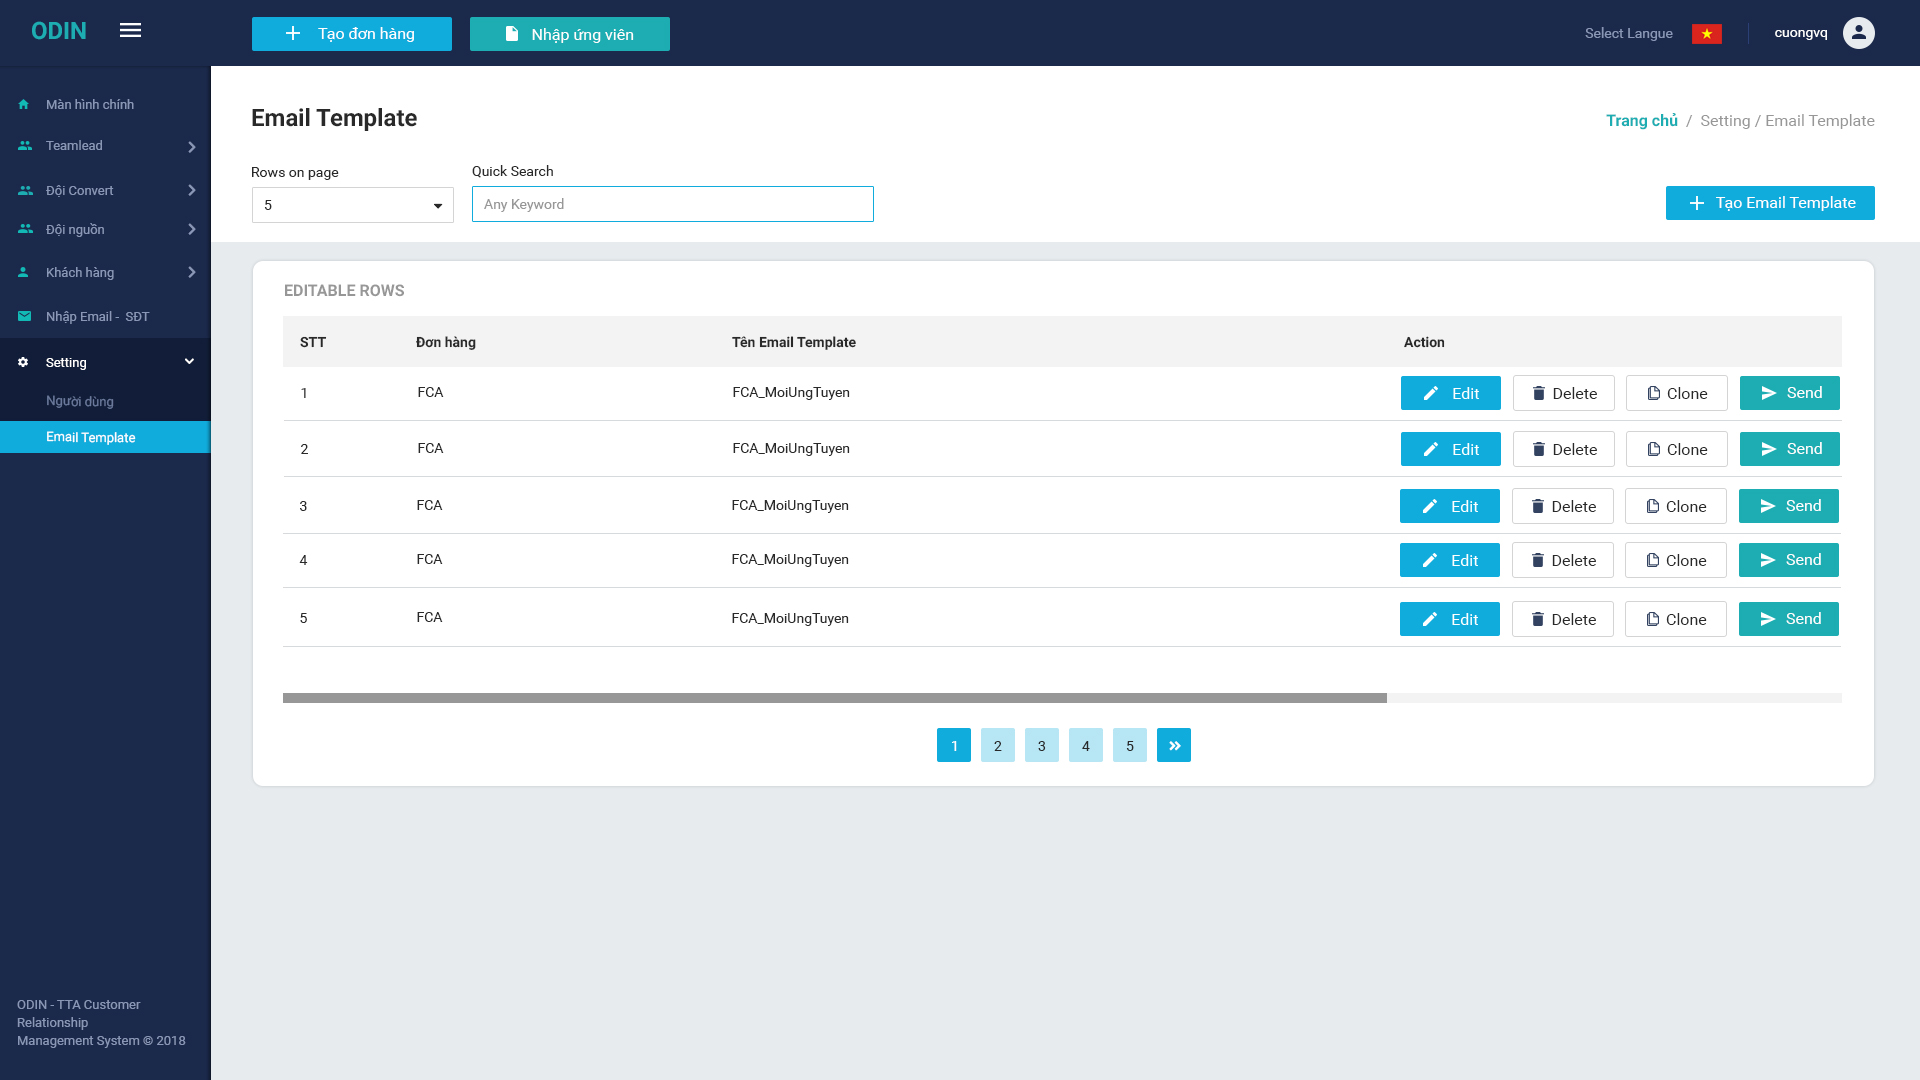 ODIN
Tạo đơn hàng
Nhập ứng viên
Select Langue
cuongvq
Màn hình chính
Teamlead
Đội Convert
Đội nguồn
Khách hàng
Nhập Email - SĐT
Setting
Người dùng
Email Template
ODIN - TTA Customer
Relationship
Management System © 2018
Email Template
Trang chủ / Setting / Email Template
Rows on page
5
Quick Search
Any Keyword
Tạo Email Template
EDITABLE ROWS
STT Đơn hàng Tên Email Template Action
1 FCA FCA_MoiUngTuyen Edit Delete Clone Send
2 FCA FCA_MoiUngTuyen Edit Delete Clone Send
3 FCA FCA_MoiUngTuyen Edit Delete Clone Send
4 FCA FCA_MoiUngTuyen Edit Delete Clone Send
5 FCA FCA_MoiUngTuyen Edit Delete Clone Send
1 2 3 4 5 »